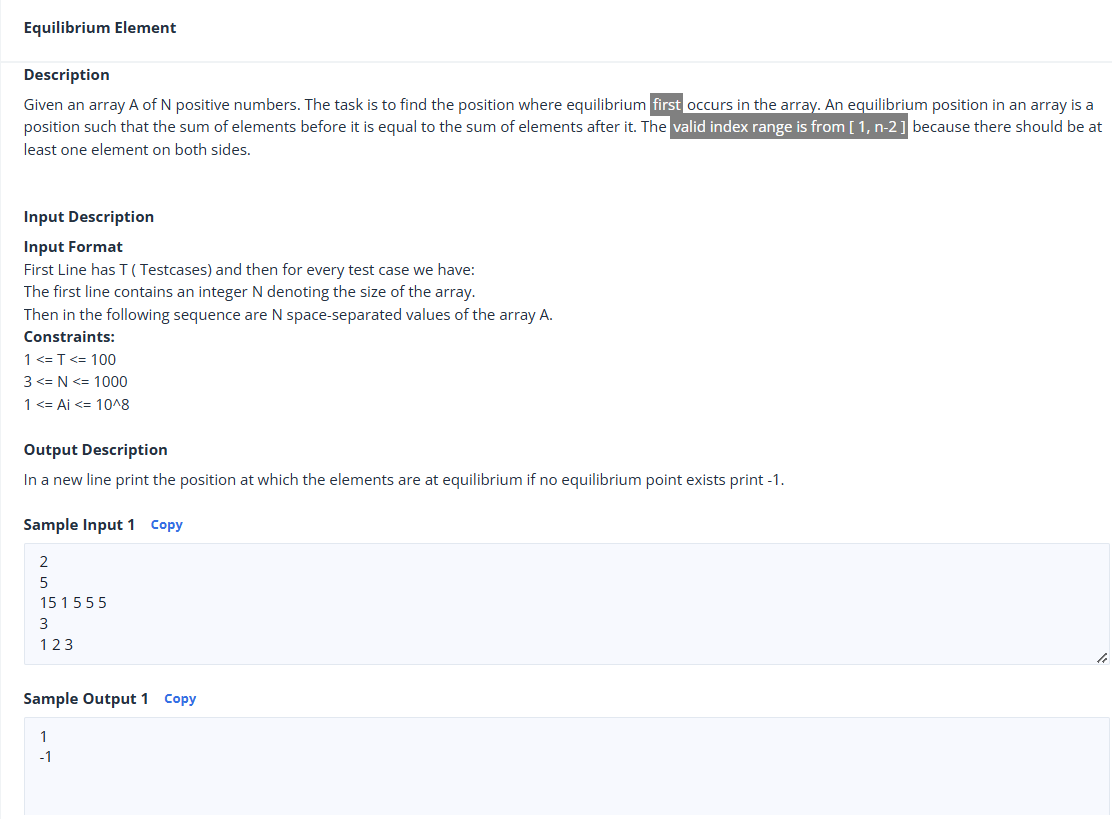 Equilibrium Element
Description
Given an array A of N positive numbers. The task is to find the position where equilibrium first occurs in the array. An equilibrium position in an array is a
position such that the sum of elements before it is equal to the sum of elements after it. The valid index range is from [ 1, n-2 ] because there should be at
least one element on both sides.
Input Description
Input Format
First Line has T ( Testcases) and then for every test case we have:
The first line contains an integer N denoting the size of the array.
Then in the following sequence are N space-separated values of the array A.
Constraints:
1 <= T <= 100
3 <= N <= 1000
1 <= Ai <= 10^8
Output Description
In a new line print the position at which the elements are at equilibrium if no equilibrium point exists print -1.
Sample Input 1 Copy
2
5
15 1 5 5 5
3
1 2 3
Sample Output 1 Copy
1
-1